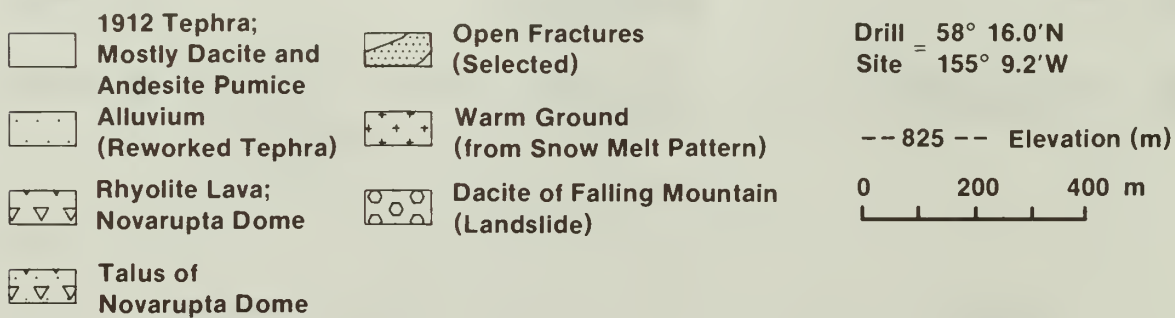 1912 Tephra;
Mostly Dacite and
Andesite Pumice
Alluvium
(Reworked Tephra)
Rhyolite Lava;
Novarupta Dome
Talus of
Novarupta Dome
Open Fractures
(Selected)
Warm Ground
(from Snow Melt Pattern)
Dacite of Falling Mountain
(Landslide)
Drill = 58° 16.0'N
Site 155° 9.2'W
--825-- Elevation (m)
0 200 400 m